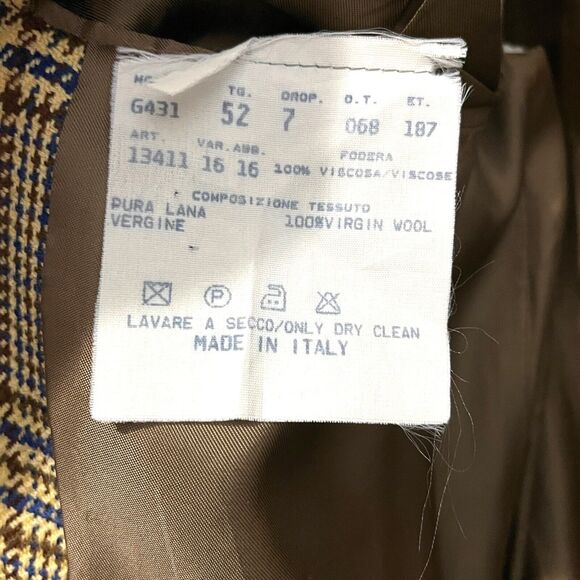 TG. DROP. O.T. ET.
G431 52 7 068 187
ART. VAR.ABB. FODERA
13411 16 16 100% VISCOSA/VISCOSE
COMPOSIZIONE TESSUTO
PURA LANA
VERGINE 100%VIRGIN WOOL
P
LAVARE A SECCO/ONLY DRY CLEAN
MADE IN ITALY